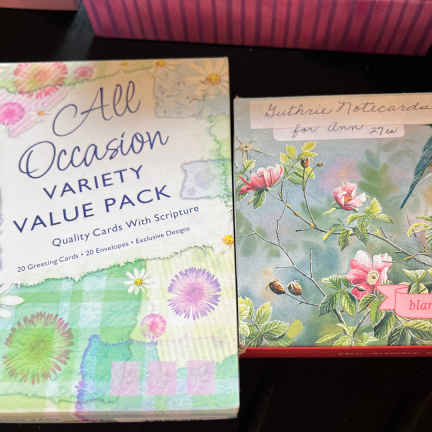 All
Occasion
VARIETY
VALUE PACK
Quality Cards With Scripture
20 Greeting Cards • 20 Envelopes • Exclusive Designs
Guthrie Notecards
for Ann